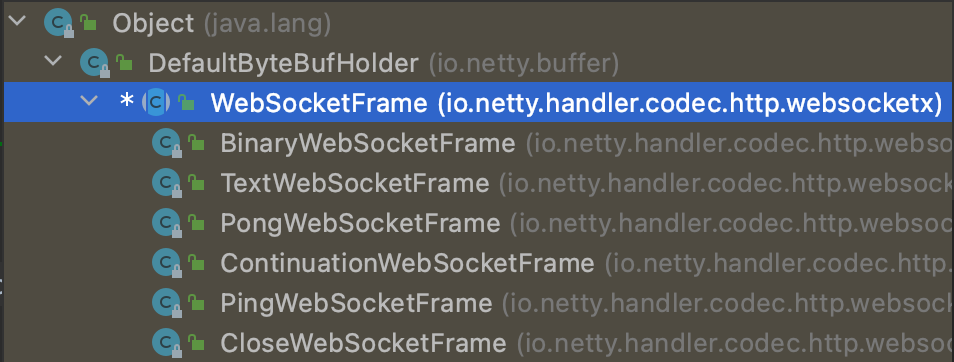 Object (java.lang)
DefaultByteBufHolder (io.netty.buffer)
* WebSocketFrame (io.netty.handler.codec.http.websocketx)
BinaryWebSocketFrame (io.netty.handler.codec.http.webso
TextWebSocketFrame (io.netty.handler.codec.http.websock
PongWebSocketFrame (io.netty.handler.codec.http.websoc
ContinuationWebSocketFrame (io.netty.handler.codec.http.
PingWebSocketFrame (io.netty.handler.codec.http.websoc
CloseWebSocketFrame (io.netty.handler.codec.http.websoc